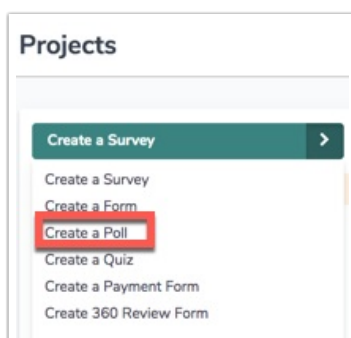 Projects
Create a Survey
Create a Survey
Create a Form
Create a Poll
Create a Quiz
Create a Payment Form
Create 360 Review Form